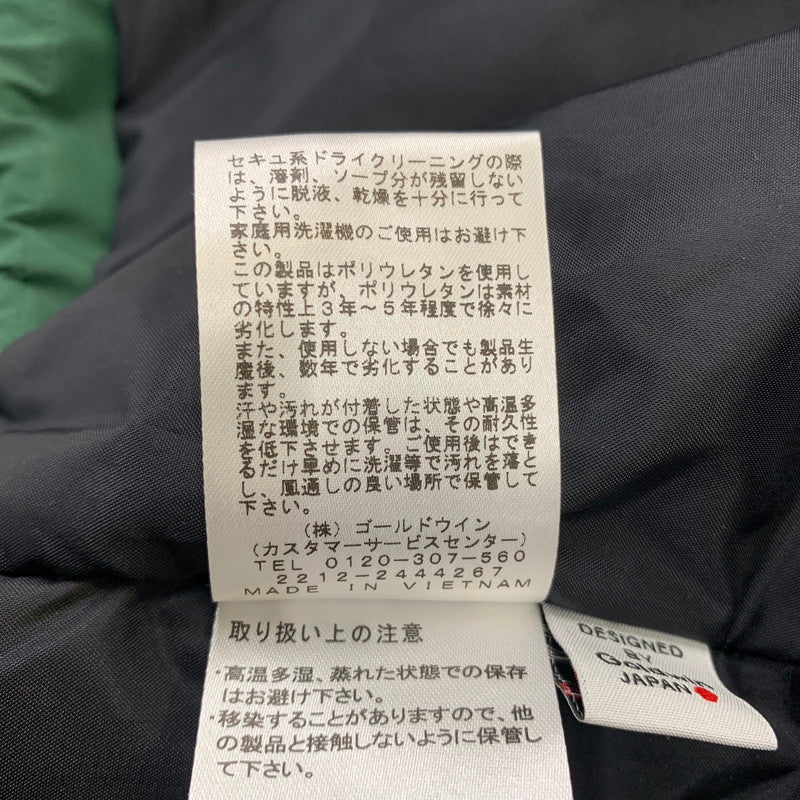 セキユ系ドライクリーニングの際
は、溶剤、ソープ分が残留しない
ように脱液、乾燥を十分に行って
下さい。
家庭用洗濯機のご使用はお避け下
さい。
この製品はポリウレタンを使用し
ていますが、ポリウレタンは素材
の特性上3年～5年程度で徐々に
劣化します。
また、使用しない場合でも製品生
産後、数年で劣化することがあり
ます。
汗や汚れが付着した状態や高温多
湿な環境での保管は、その耐久性
を低下させます。ご使用後はでき
るだけ早めに洗濯等で汚れを落と
し、風通しの良い場所で保管して
下さい。
(株) ゴールドウイン
(カスタマーサービスセンター)
TEL 0120-307-560
2212-2444267
MADE IN VIETNAM
取り扱い上の注意
・高温多湿、蒸れた状態での保存
はお避け下さい。
・移染することがありますので、他
の製品と接触しないように保管し
て下さい。
DESIGNED
BY
Goldwin
JAPAN